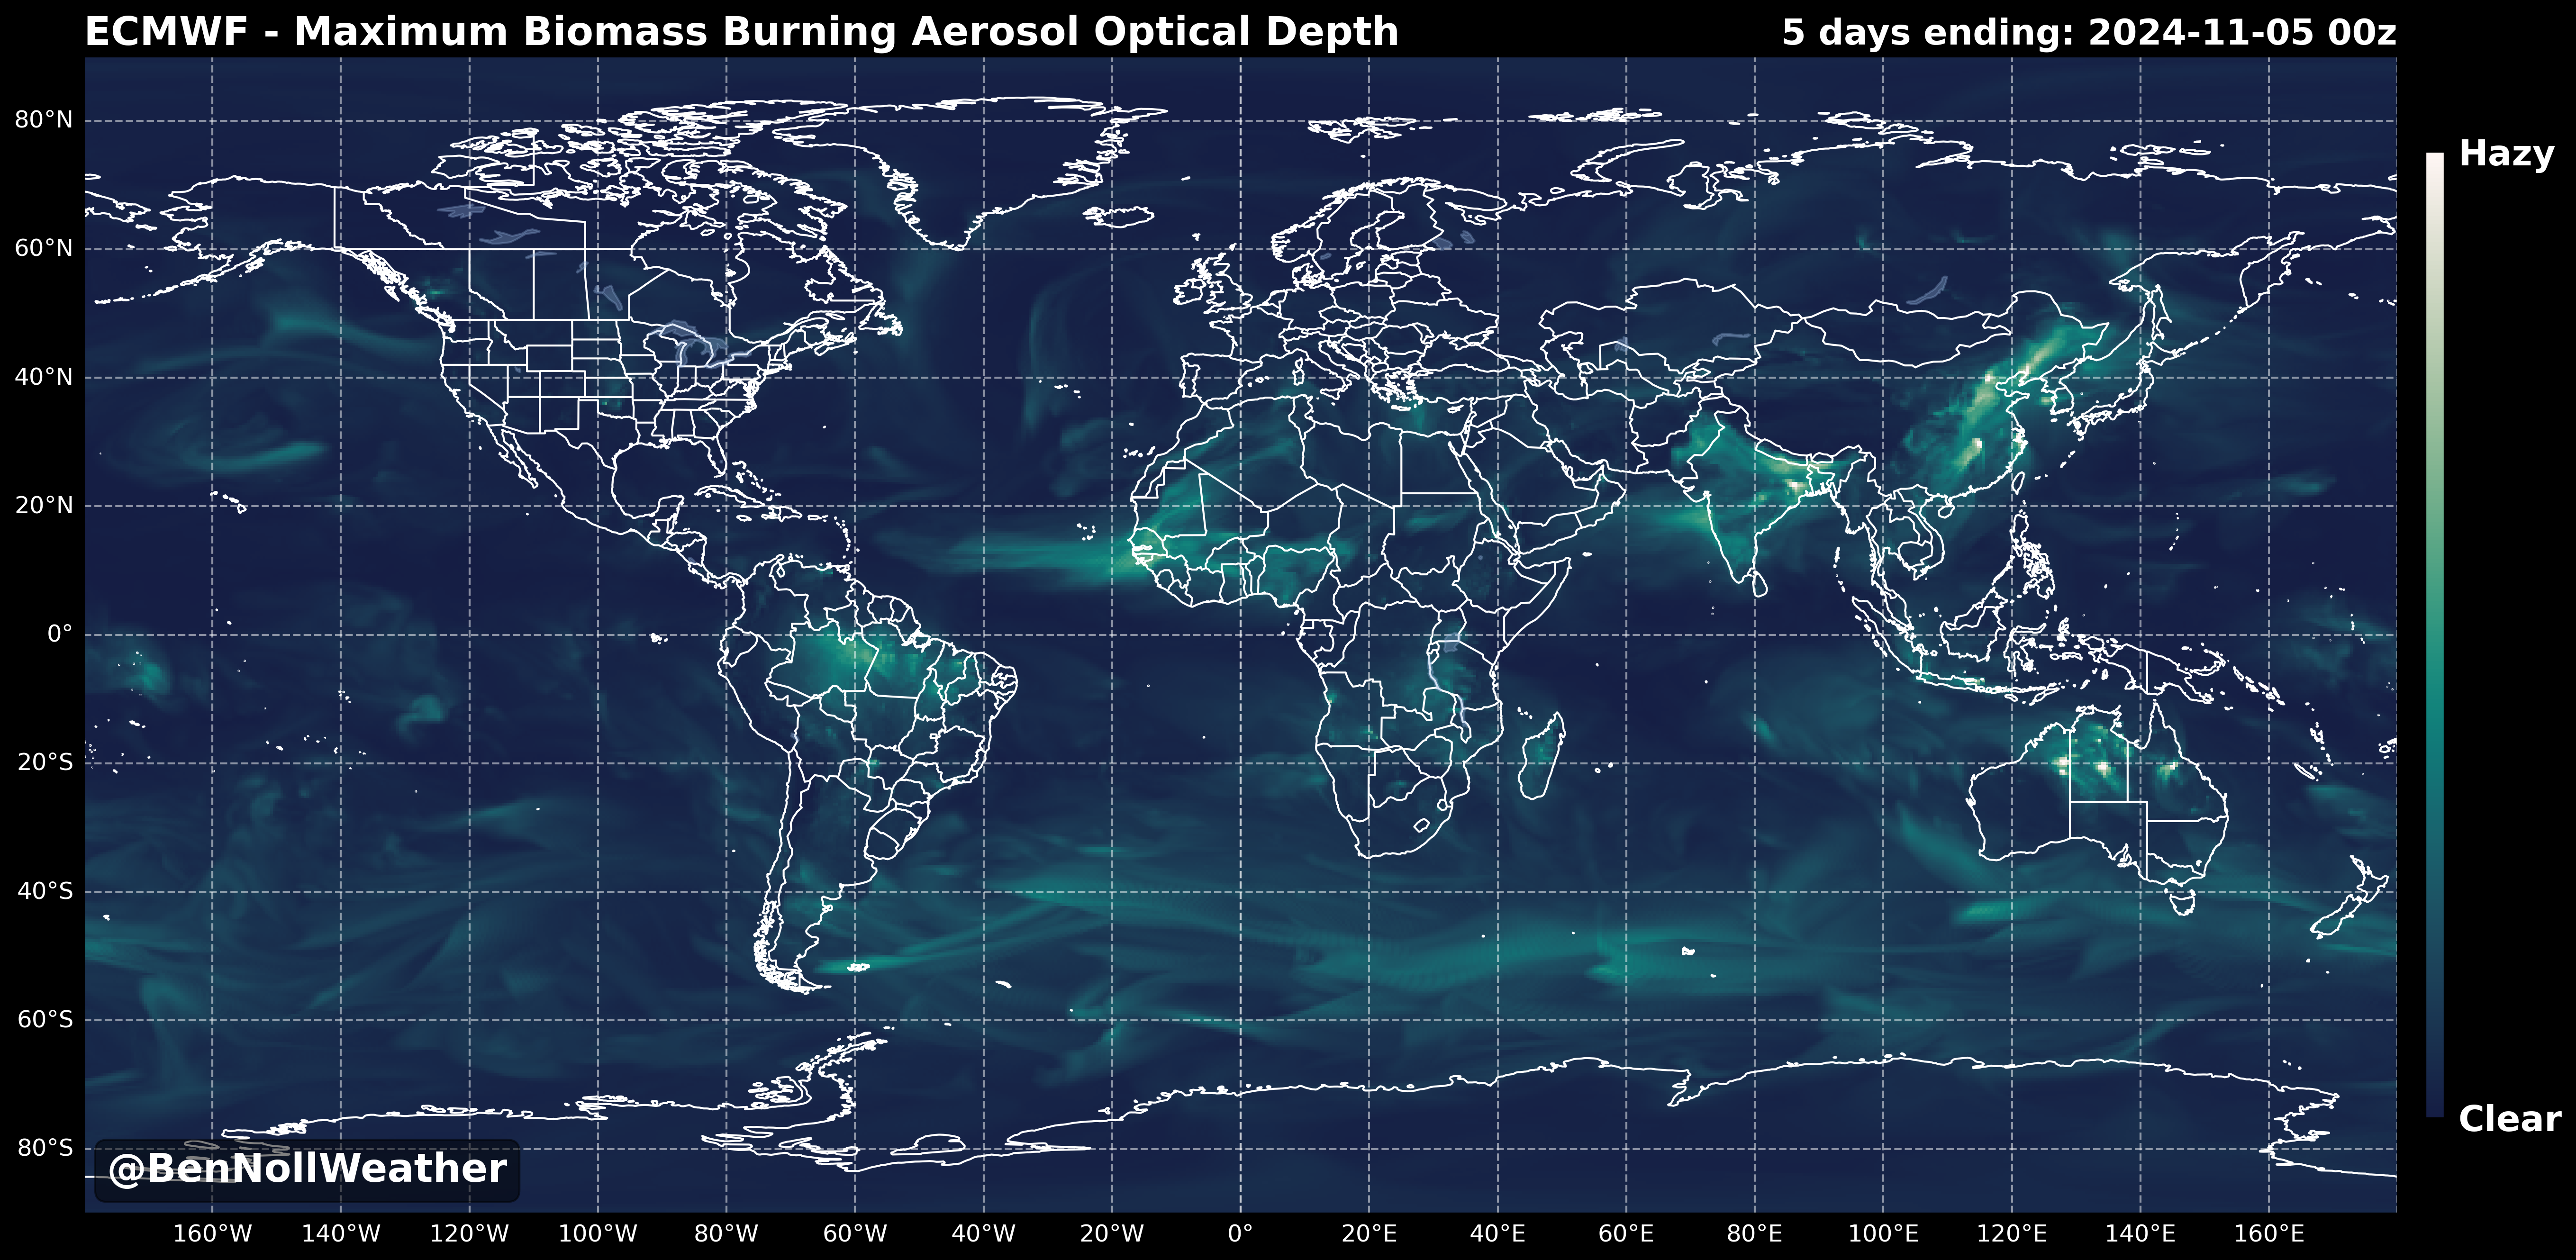 ECMWF - Maximum Biomass Burning Aerosol Optical Depth
5 days ending: 2024-11-05 00z
80°N
60°N
40°N
20°N
0°
20°S
40°S
60°S
80°S
Hazy
Clear
@BenNollWeather
160°W 140°W 120°W 100°W 80°W 60°W 40°W 20°W 0° 20°E 40°E 60°E 80°E 100°E 120°E 140°E 160°E